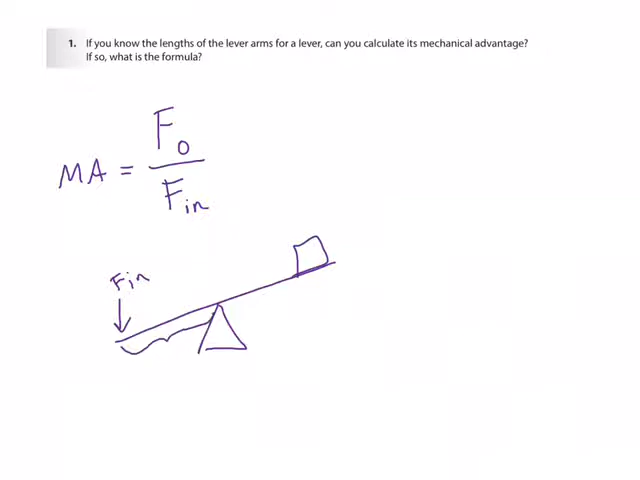 1. If you know the lengths of the lever arms for a lever, can you calculate its mechanical advantage?
If so, what is the formula?
MA = Fo / Fin
Fin